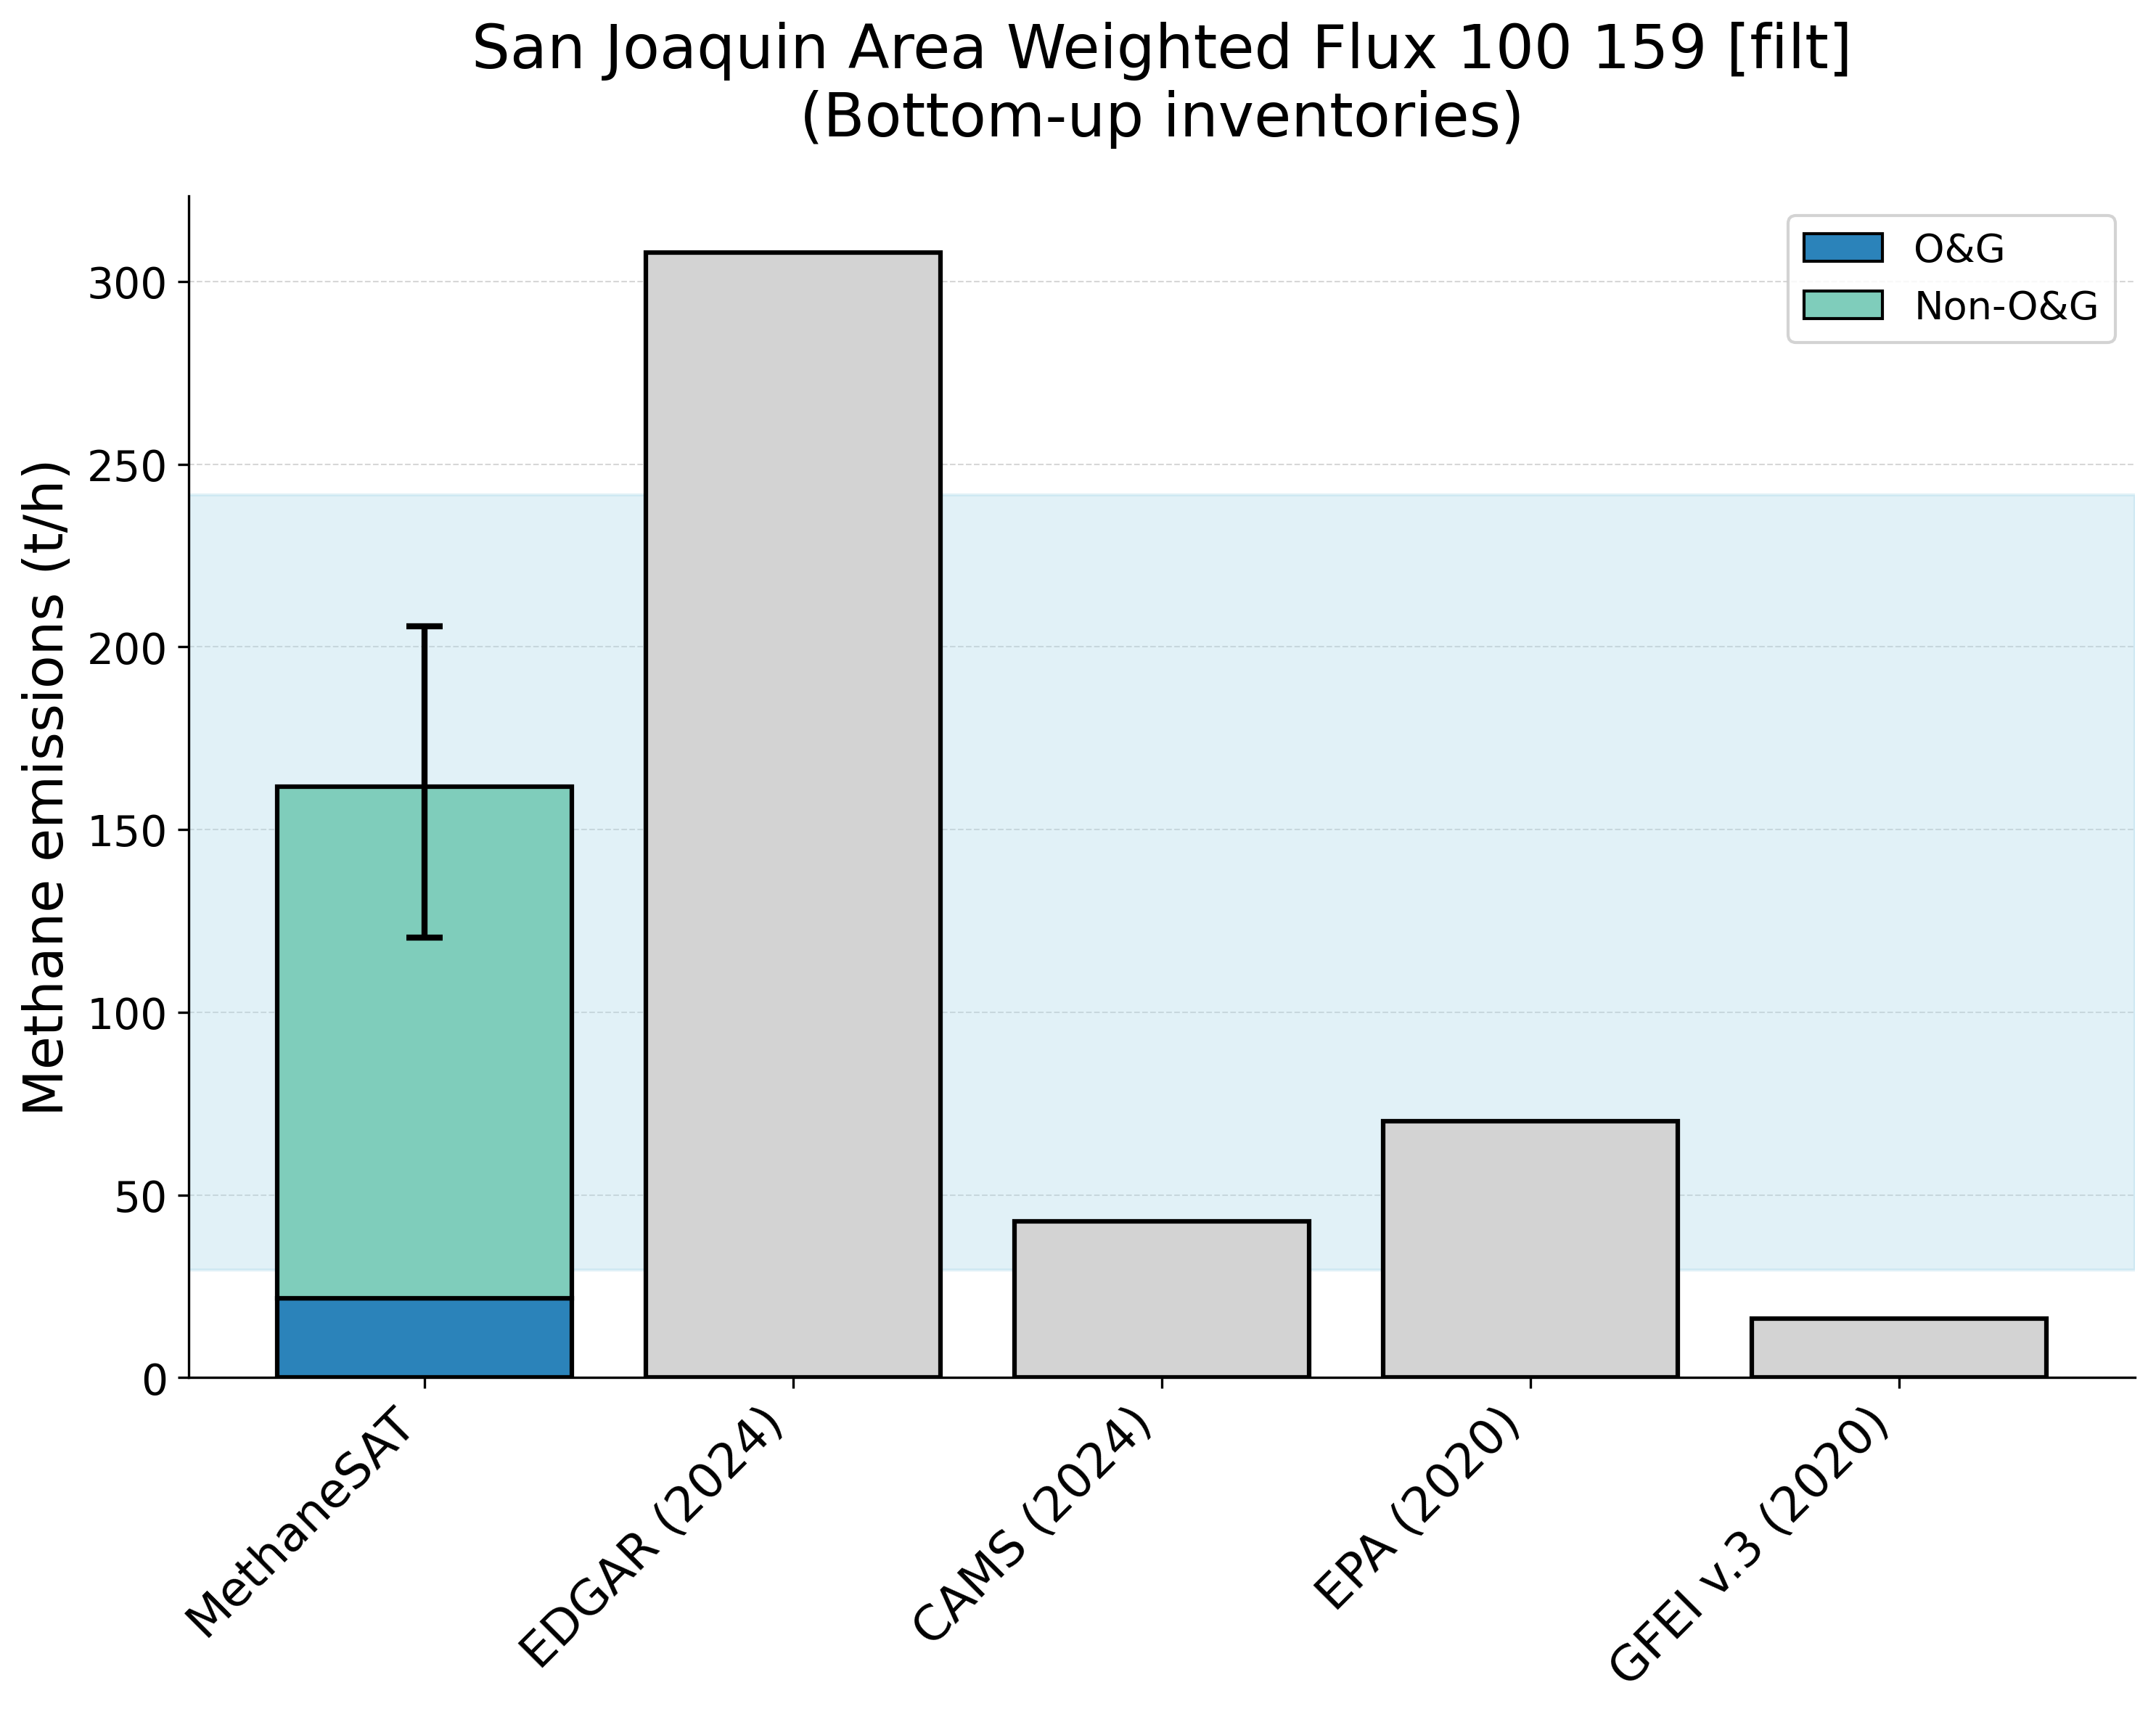 San Joaquin Area Weighted Flux 100 159 [filt]
(Bottom-up inventories)
O&G
Non-O&G
Methane emissions (t/h)
300
250
200
150
100
50
0
MethaneSAT
EDGAR (2024)
CAMS (2024)
EPA (2020)
GFEI v.3 (2020)